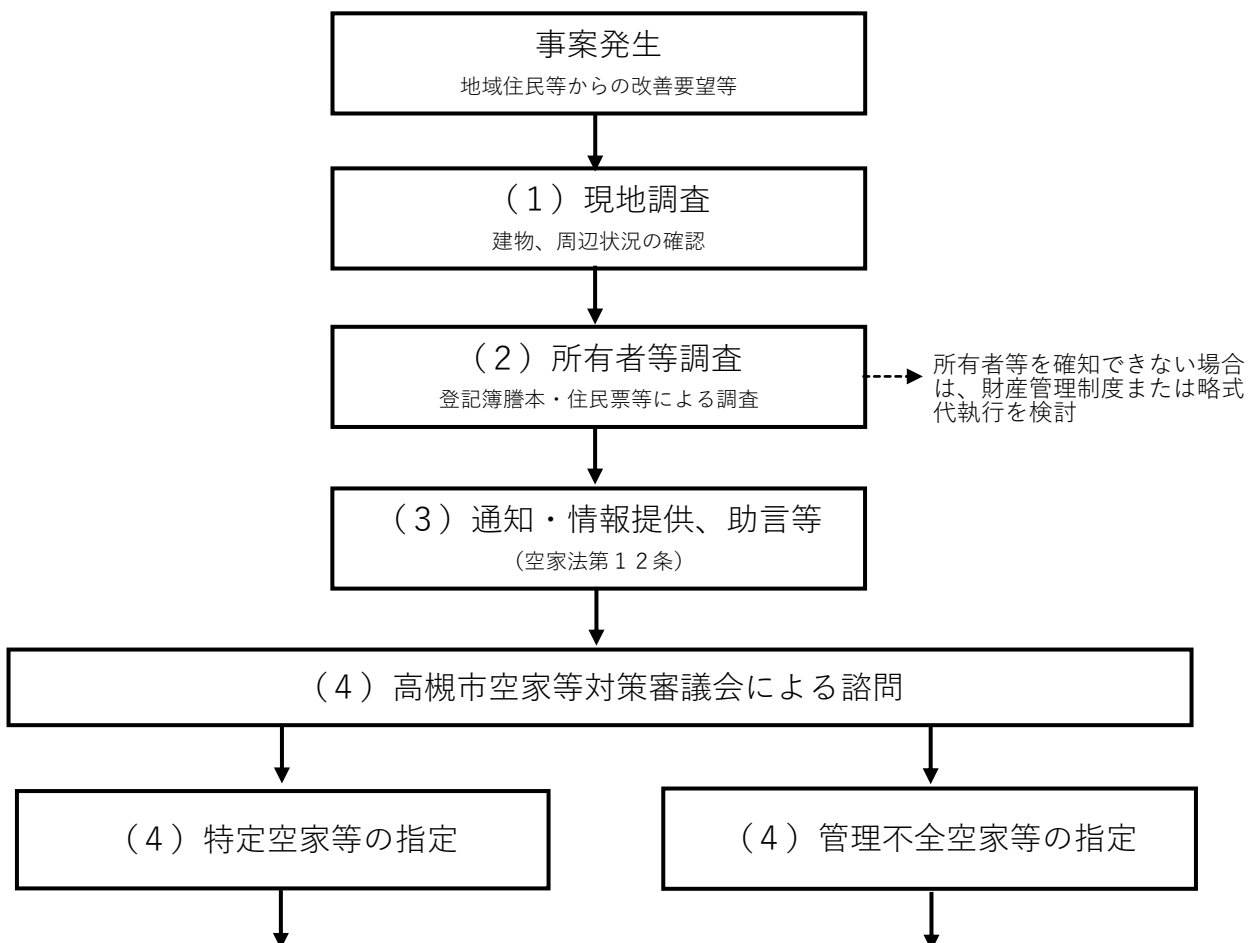 事案発生
地域住民等からの改善要望等
（１）現地調査
建物、周辺状況の確認
（２）所有者等調査
登記簿謄本・住民票等による調査
所有者等を確知できない場合
は、財産管理制度または略式
代執行を検討
（３）通知・情報提供、助言等
（空家法第１２条）
（４）高槻市空家等対策審議会による諮問
（４）特定空家等の指定
（４）管理不全空家等の指定